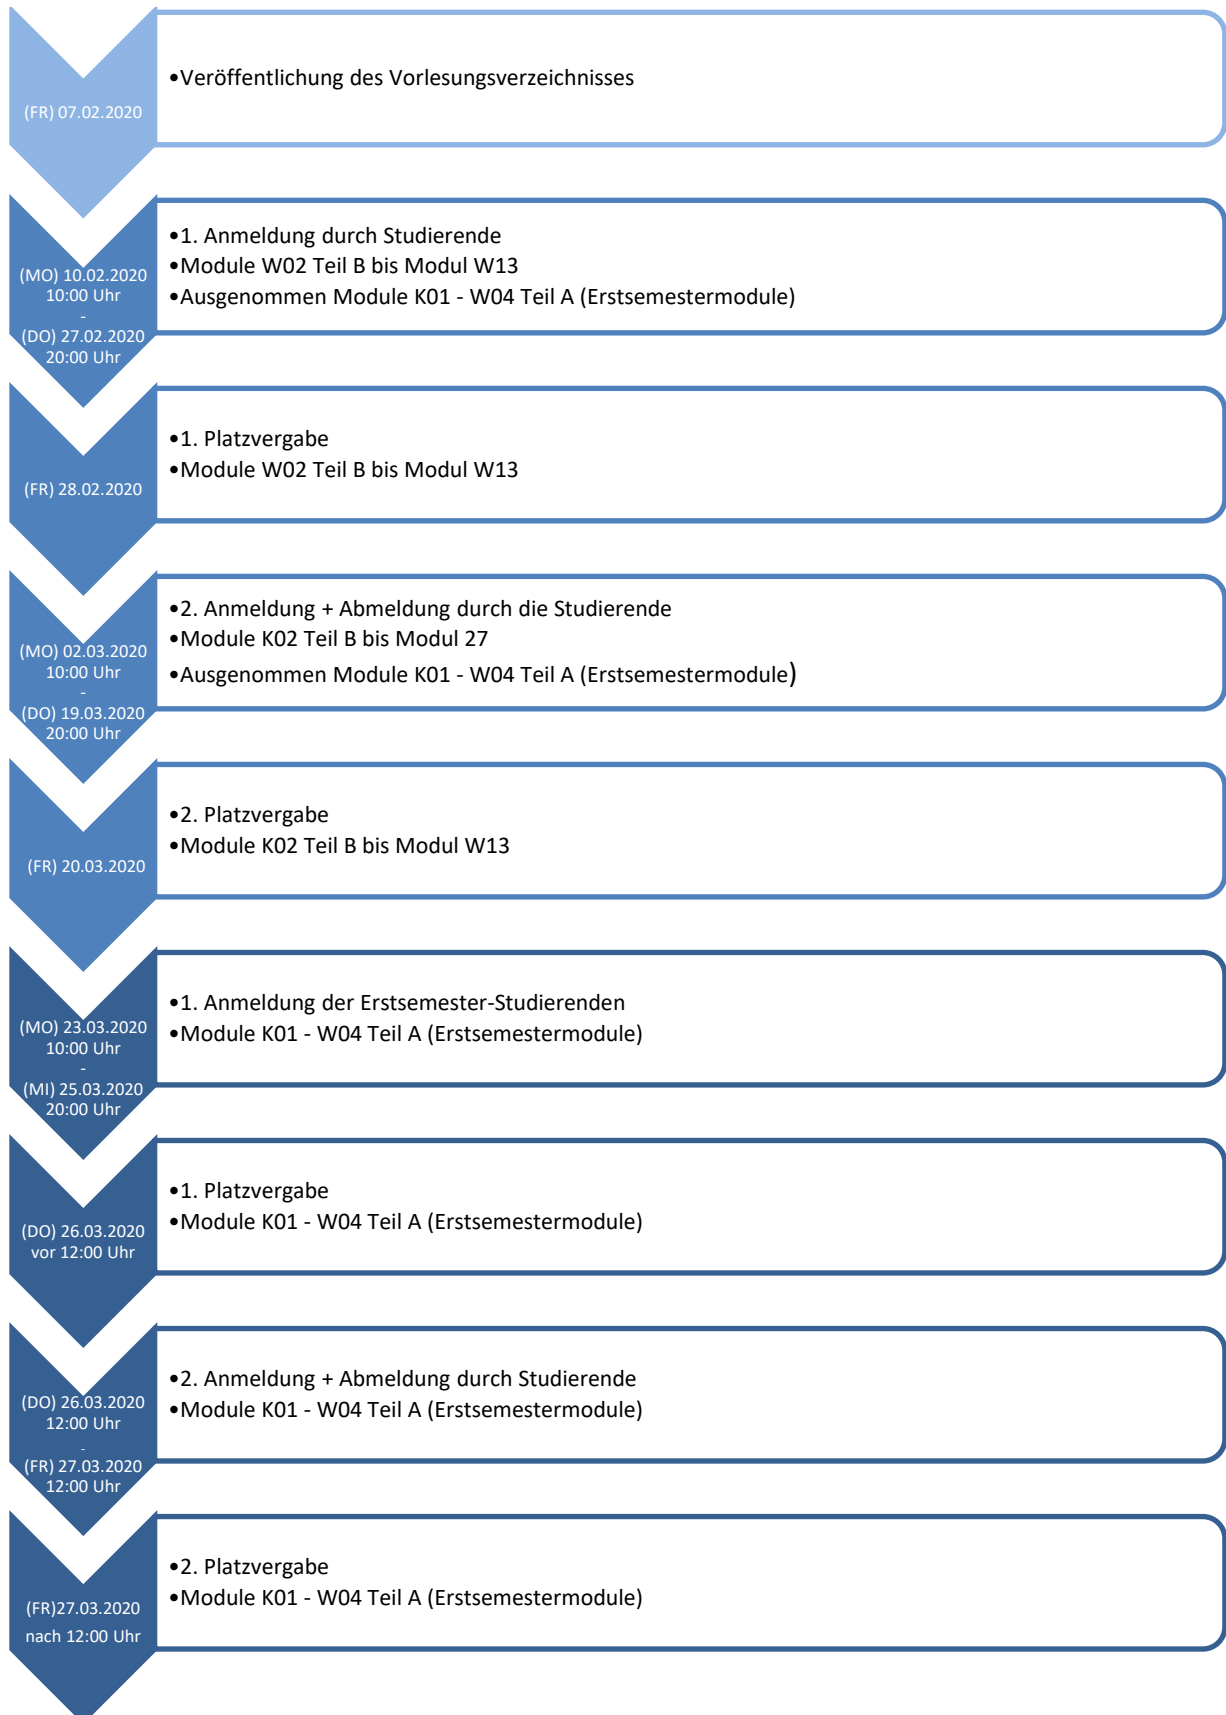 (FR) 07.02.2020
•Veröffentlichung des Vorlesungsverzeichnisses
(MO) 10.02.2020
10:00 Uhr
-
(DO) 27.02.2020
20:00 Uhr
•1. Anmeldung durch Studierende
•Module W02 Teil B bis Modul W13
•Ausgenommen Module K01 - W04 Teil A (Erstsemestermodule)
(FR) 28.02.2020
•1. Platzvergabe
•Module W02 Teil B bis Modul W13
(MO) 02.03.2020
10:00 Uhr
-
(DO) 19.03.2020
20:00 Uhr
•2. Anmeldung + Abmeldung durch die Studierende
•Module K02 Teil B bis Modul 27
•Ausgenommen Module K01 - W04 Teil A (Erstsemestermodule)
(FR) 20.03.2020
•2. Platzvergabe
•Module K02 Teil B bis Modul W13
(MO) 23.03.2020
10:00 Uhr
-
(MI) 25.03.2020
20:00 Uhr
•1. Anmeldung der Erstsemester-Studierenden
•Module K01 - W04 Teil A (Erstsemestermodule)
(DO) 26.03.2020
vor 12:00 Uhr
•1. Platzvergabe
•Module K01 - W04 Teil A (Erstsemestermodule)
(DO) 26.03.2020
12:00 Uhr
-
(FR) 27.03.2020
12:00 Uhr
•2. Anmeldung + Abmeldung durch Studierende
•Module K01 - W04 Teil A (Erstsemestermodule)
(FR)27.03.2020
nach 12:00 Uhr
•2. Platzvergabe
•Module K01 - W04 Teil A (Erstsemestermodule)